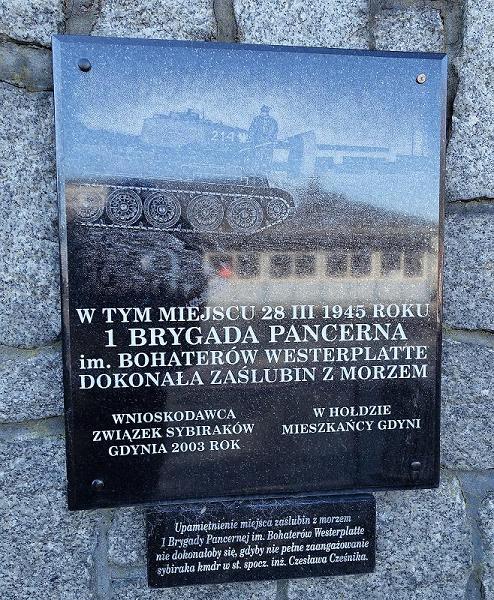 214
W TYM MIEJSCU 28 III 1945 ROKU
1 BRYGADA PANCERNA
im. BOHATERÓW WESTERPLATTE
DOKONAŁA ZAŚLUBIN Z MORZEM
WNIOSKODAWCA
ZWIĄZEK SYBIRAKÓW
GDYNIA 2003 ROK
W HOŁDZIE
MIESZKAŃCY GDYNI
Upamiętnienie miejsca zaślubin z morzem
1 Brygady Pancernej im. Bohaterów Westerplatte
nie dokonałoby się, gdyby nie pełne zaangażowanie
sybiraka kmdr w st. spocz. inż. Czesława Cześnika.